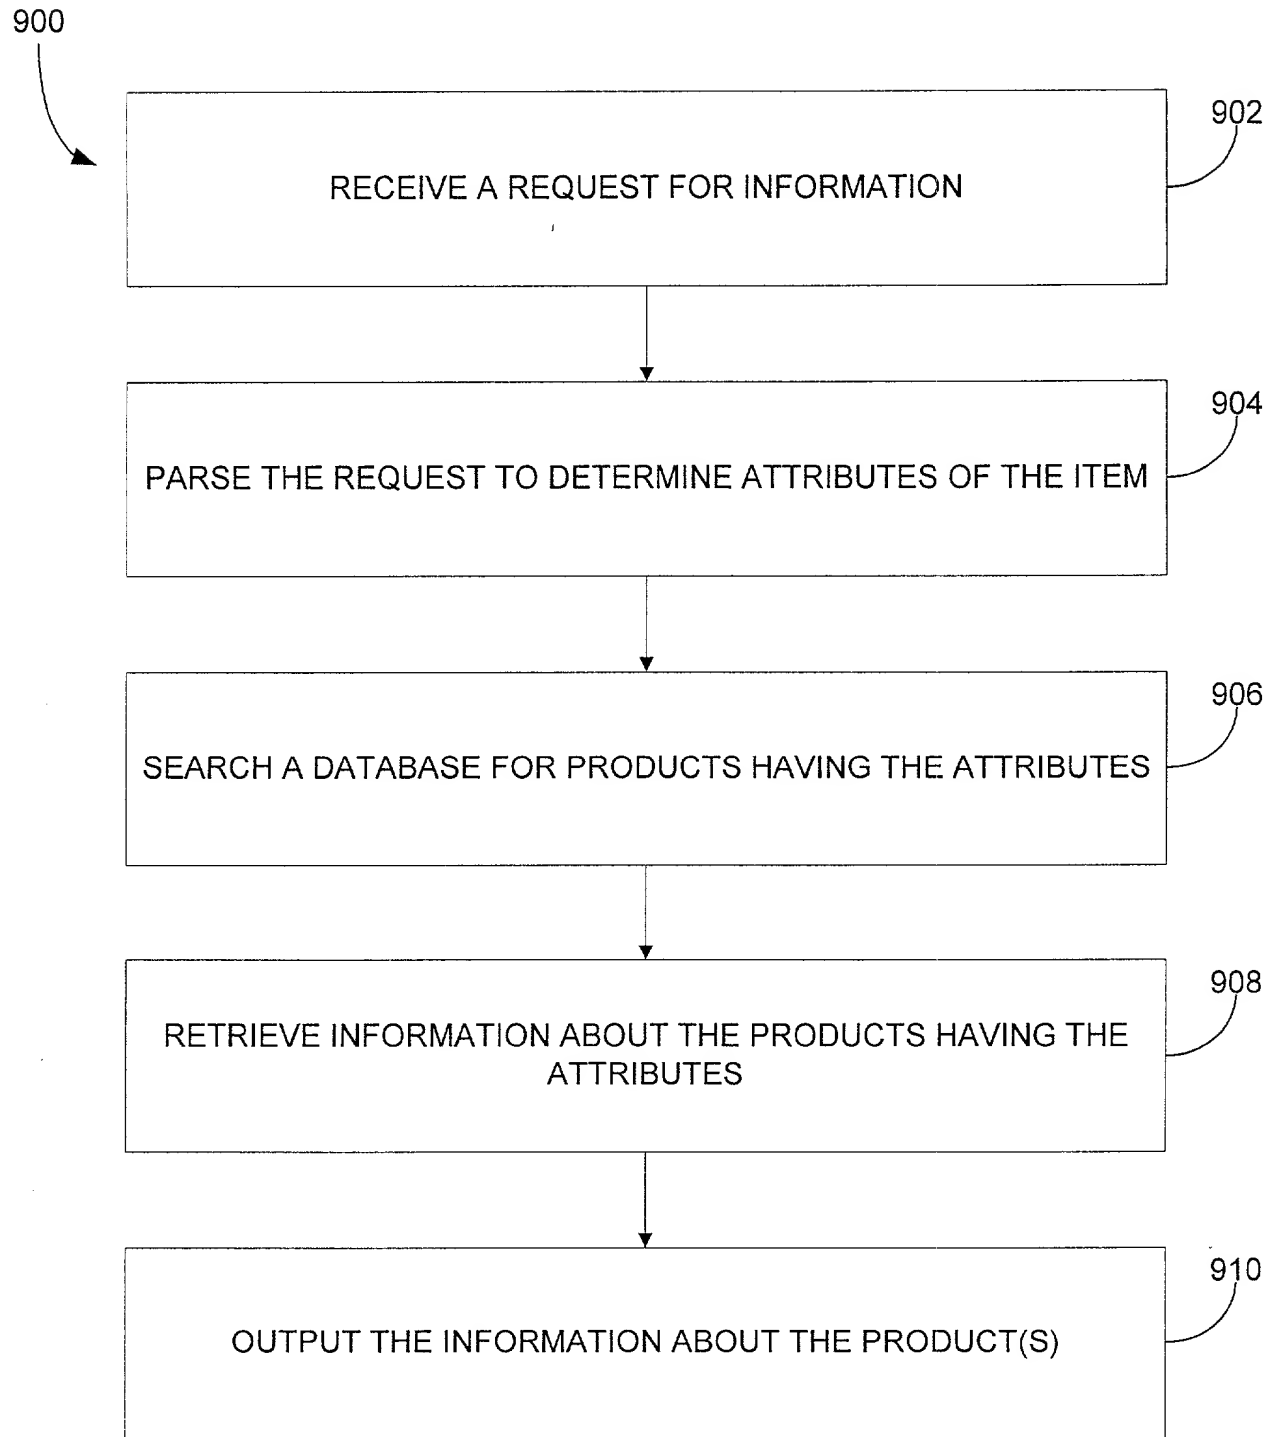 900
902
RECEIVE A REQUEST FOR INFORMATION
904
PARSE THE REQUEST TO DETERMINE ATTRIBUTES OF THE ITEM
906
SEARCH A DATABASE FOR PRODUCTS HAVING THE ATTRIBUTES
908
RETRIEVE INFORMATION ABOUT THE PRODUCTS HAVING THE
ATTRIBUTES
910
OUTPUT THE INFORMATION ABOUT THE PRODUCT(S)